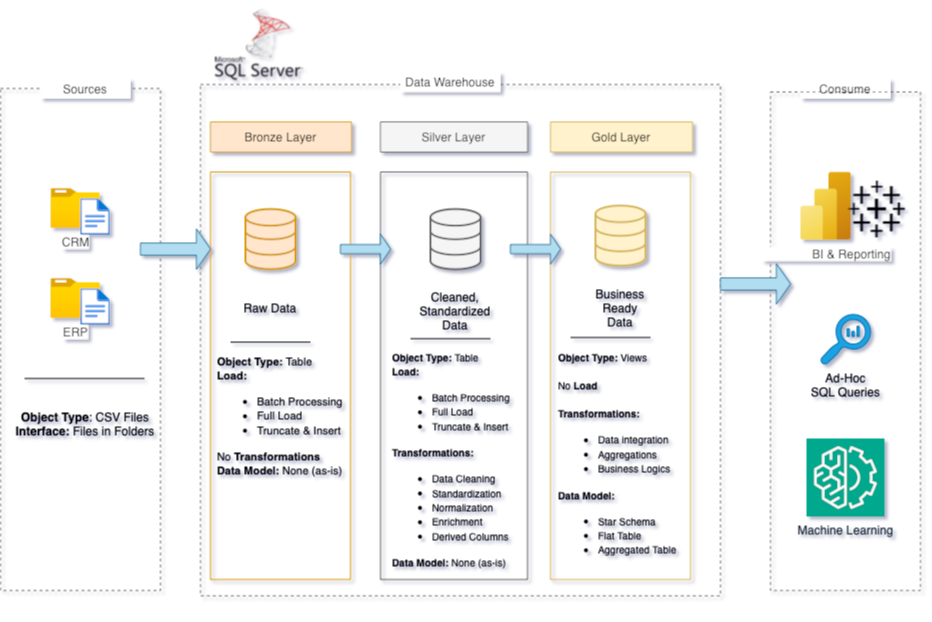 Microsoft
SQL Server
Sources
Data Warehouse
Consume
CRM
ERP
Object Type: CSV Files
Interface: Files in Folders
Bronze Layer
Raw Data
Object Type: Table
Load:
• Batch Processing
• Full Load
• Truncate & Insert
No Transformations
Data Model: None (as-is)
Silver Layer
Cleaned,
Standardized
Data
Object Type: Table
Load:
• Batch Processing
• Full Load
• Truncate & Insert
Transformations:
• Data Cleaning
• Standardization
• Normalization
• Enrichment
• Derived Columns
Data Model: None (as-is)
Gold Layer
Business
Ready
Data
Object Type: Views
No Load
Transformations:
• Data integration
• Aggregations
• Business Logics
Data Model:
• Star Schema
• Flat Table
• Aggregated Table
BI & Reporting
Ad-Hoc
SQL Queries
Machine Learning